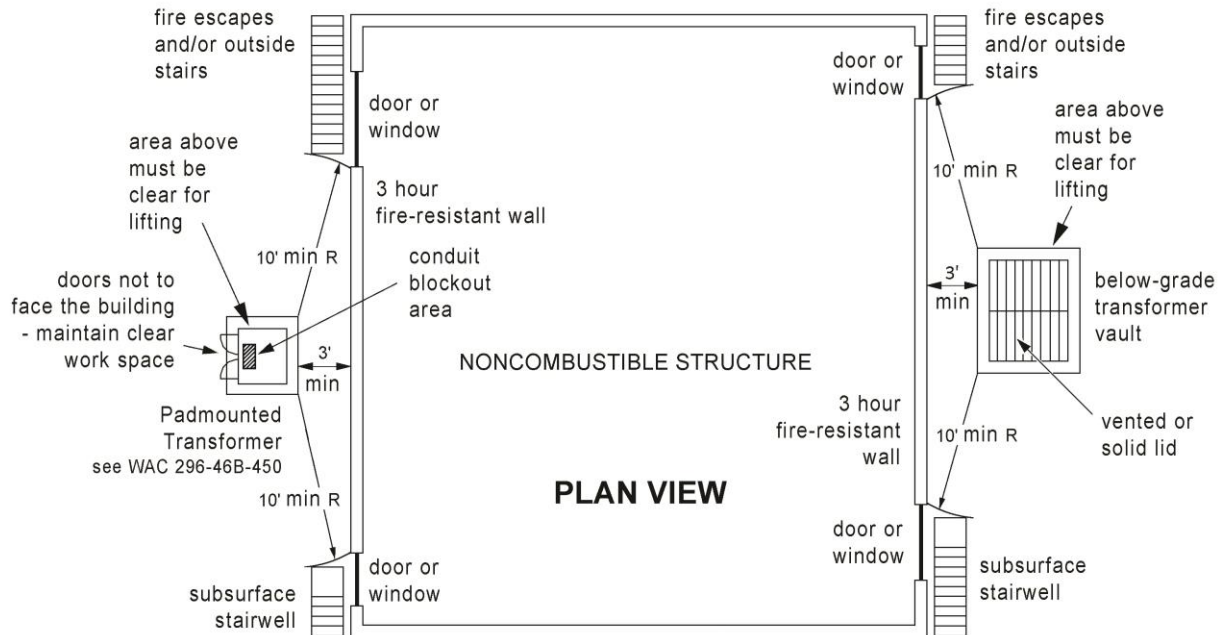 fire escapes
and/or outside
stairs
door or
window
area above
must be
clear for
lifting
3 hour
fire-resistant wall
10' min R
conduit
blockout
area
doors not to
face the building
- maintain clear
work space
3'
min
Padmounted
Transformer
see WAC 296-46B-450
10' min R
door or
window
subsurface
stairwell
NONCOMBUSTIBLE STRUCTURE
PLAN VIEW
door or
window
fire escapes
and/or outside
stairs
area above
must be
clear for
lifting
10' min R
3'
min
below-grade
transformer
vault
3 hour
fire-resistant
wall
10' min R
vented or
solid lid
door or
window
subsurface
stairwell